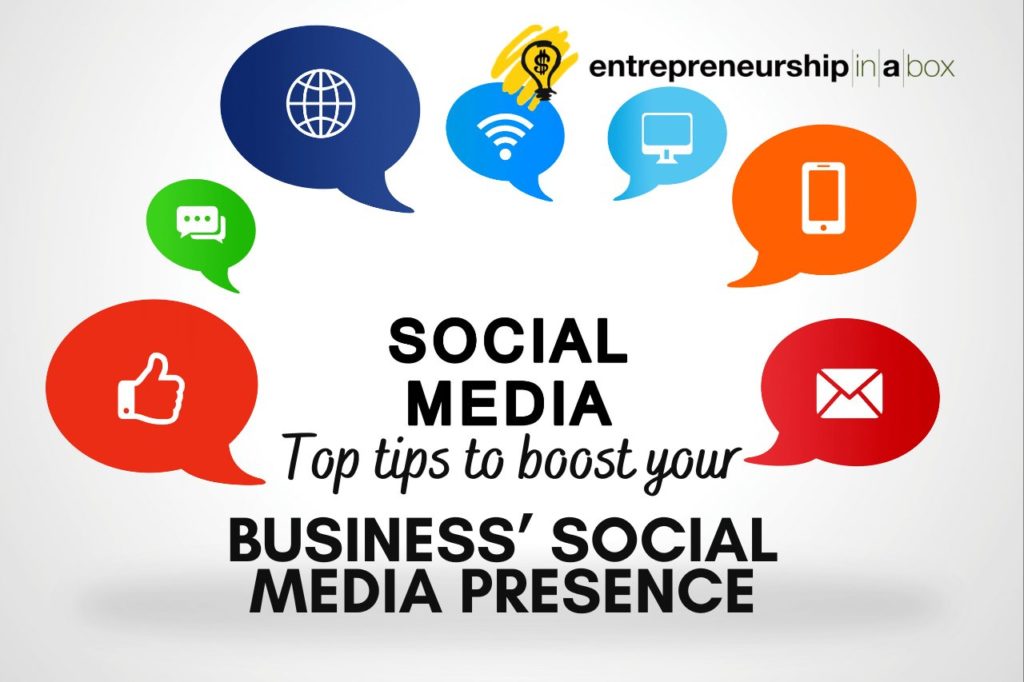 entrepreneurship|in|a|box
SOCIAL
MEDIA
Top tips to boost your
BUSINESS’ SOCIAL
MEDIA PRESENCE